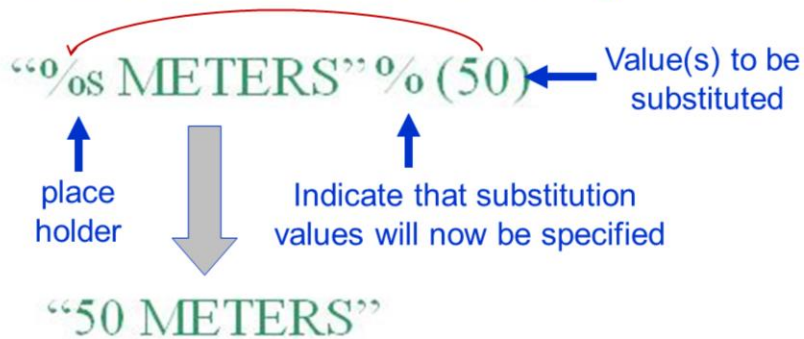 “%s METERS” % (50)
Value(s) to be
substituted
place
holder
Indicate that substitution
values will now be specified
“50 METERS”